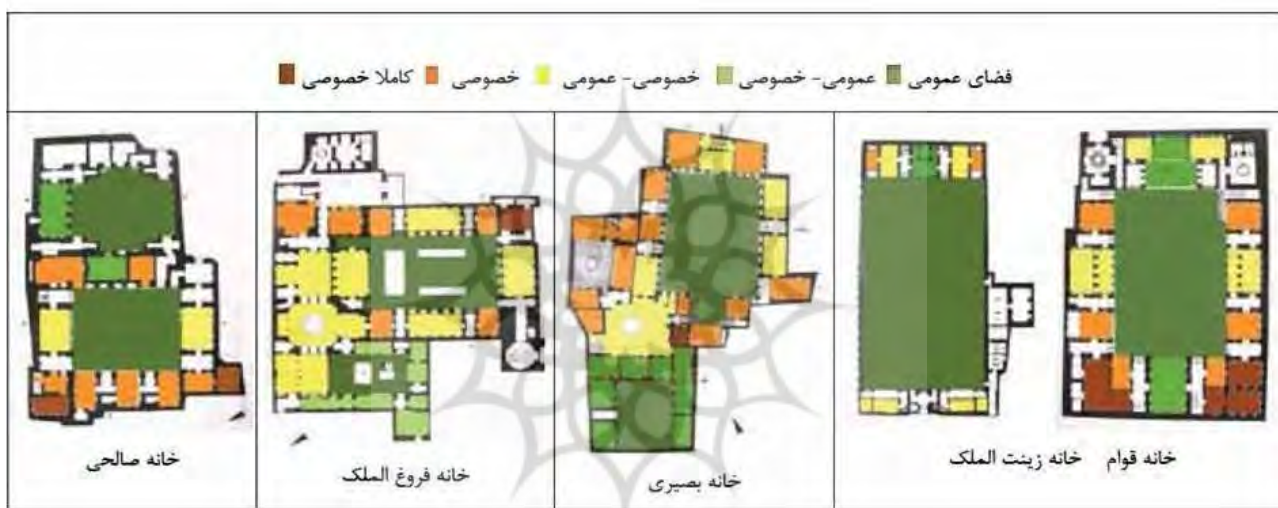 فضای عمومی عمومی- خصوصی خصوصی- عمومی خصوصی کاملا خصوصی
خانه قوام خانه زینت الملک خانه بصیری خانه فروغ الملک خانه صالحی